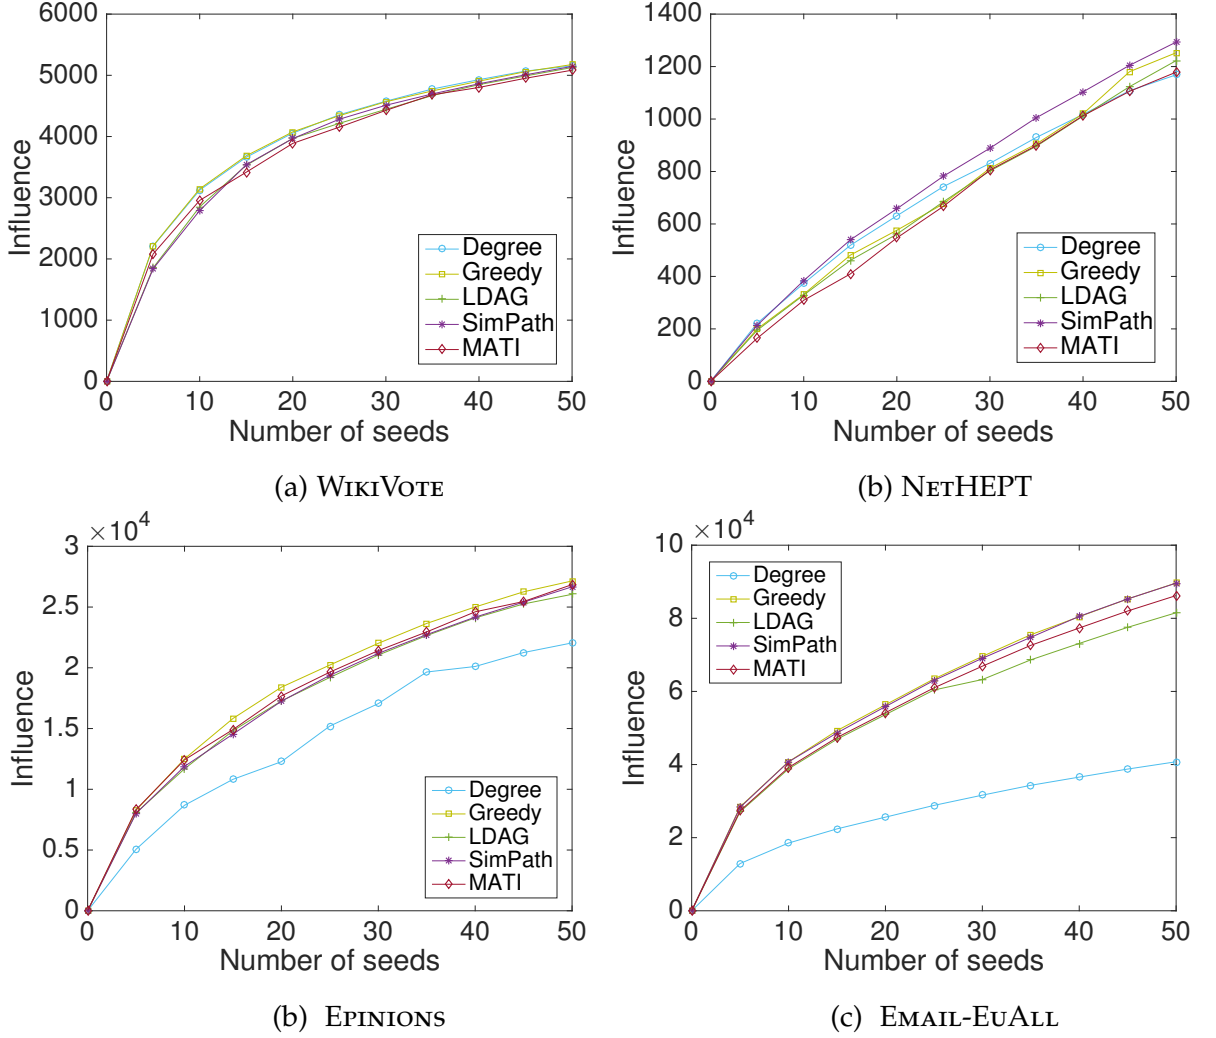 6000
5000
4000
3000
2000
1000
0
Influence
0 10 20 30 40 50
Number of seeds
Degree
Greedy
LDAG
SimPath
MATI
(a) WikiVote
1400
1200
1000
800
600
400
200
0
Influence
0 10 20 30 40 50
Number of seeds
Degree
Greedy
LDAG
SimPath
MATI
(b) NetHEPT
×10^4
3
2.5
2
1.5
1
0.5
0
Influence
0 10 20 30 40 50
Number of seeds
Degree
Greedy
LDAG
SimPath
MATI
(b) Epinions
×10^4
10
8
6
4
2
0
Influence
0 10 20 30 40 50
Number of seeds
Degree
Greedy
LDAG
SimPath
MATI
(c) Email-EuAll